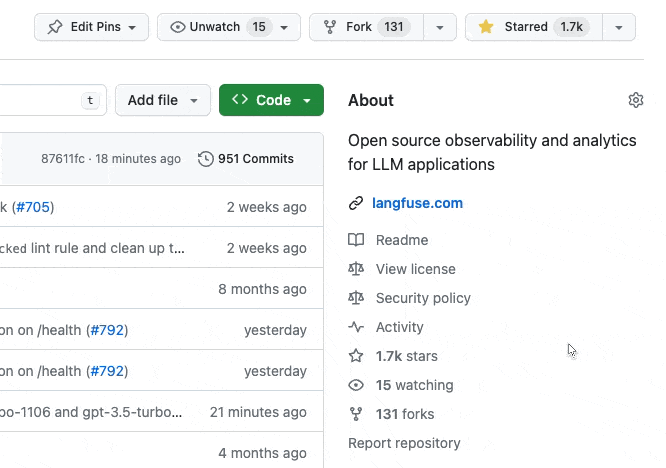 Edit Pins Unwatch 15 Fork 131 Starred 1.7k
t Add file Code
87611fc · 18 minutes ago 951 Commits
k (#705) 2 weeks ago
cked lint rule and clean up t... 2 weeks ago
8 months ago
on on /health (#792) yesterday
on on /health (#792) yesterday
bo-1106 and gpt-3.5-turbo... 21 minutes ago
4 months ago
About
Open source observability and analytics
for LLM applications
langfuse.com
Readme
View license
Security policy
Activity
1.7k stars
15 watching
131 forks
Report repository